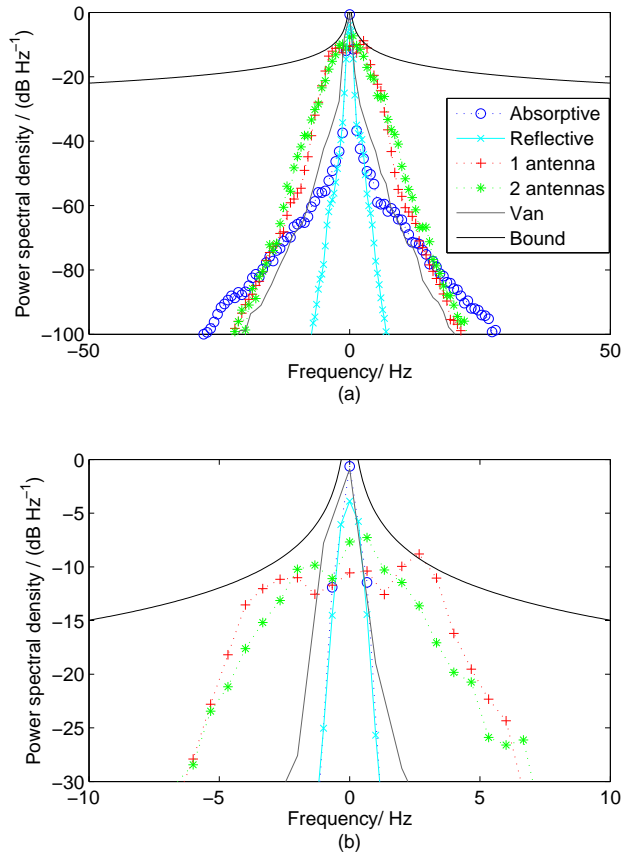 0
−20
−40
−60
−80
−100
−50
0
50
Power spectral density / (dB Hz−1)
Frequency/ Hz
(a)
Absorptive
Reflective
1 antenna
2 antennas
Van
Bound
0
−5
−10
−15
−20
−25
−30
−10
−5
0
5
10
Power spectral density / (dB Hz−1)
Frequency/ Hz
(b)